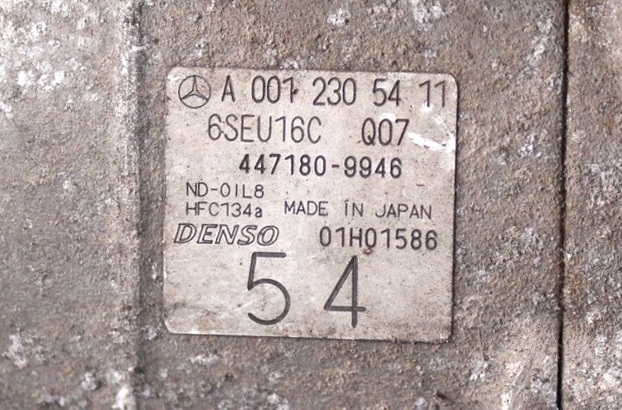 A 001 230 54 11
6SEU16C Q07
447180-9946
ND-OIL8
HFC134a MADE IN JAPAN
DENSO 01H01586
54